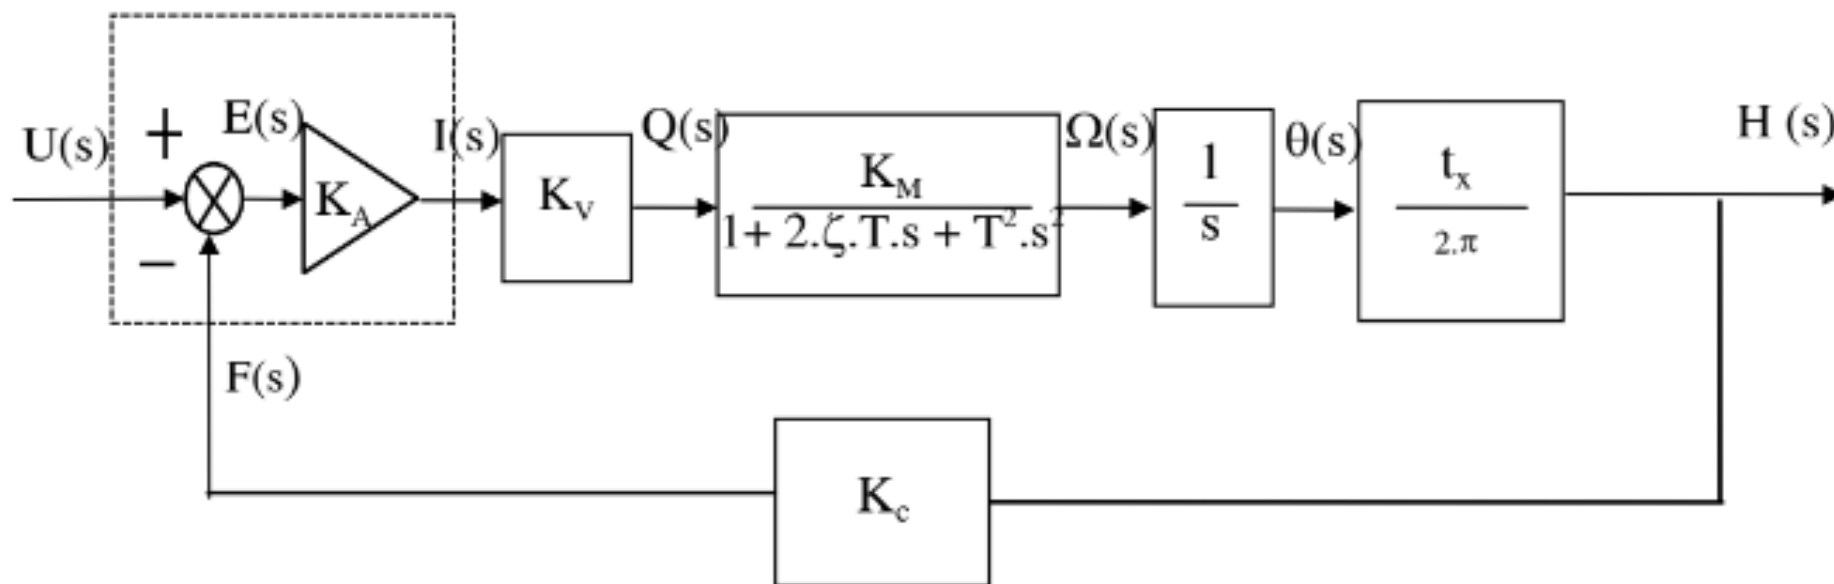 U(s)
+
−
E(s)
K_A
I(s)
K_V
Q(s)
K_M
1+ 2.ζ.T.s + T².s²
Ω(s)
1
s
θ(s)
t_x
2.π
H (s)
F(s)
K_c